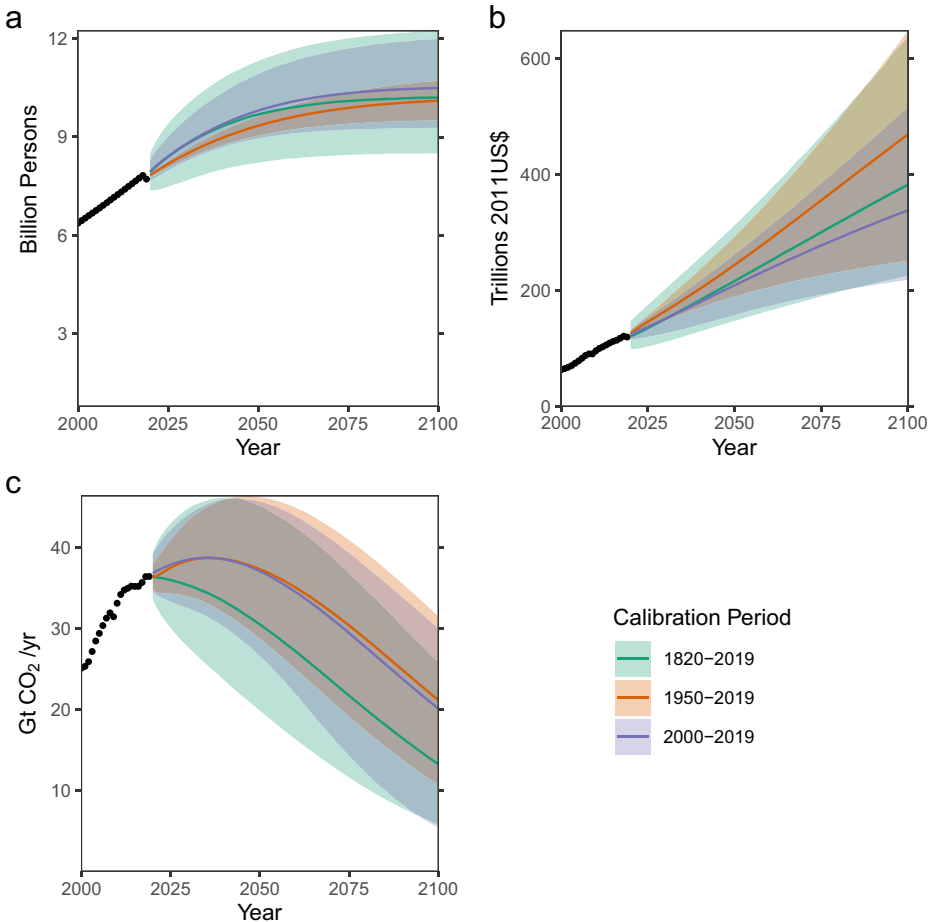 a
12
9
6
3
Billion Persons
2000 2025 2050 2075 2100
Year
b
600
400
200
0
Trillions 2011US$
2000 2025 2050 2075 2100
Year
c
40
30
20
10
Gt CO₂ /yr
2000 2025 2050 2075 2100
Year
Calibration Period
1820−2019
1950−2019
2000−2019